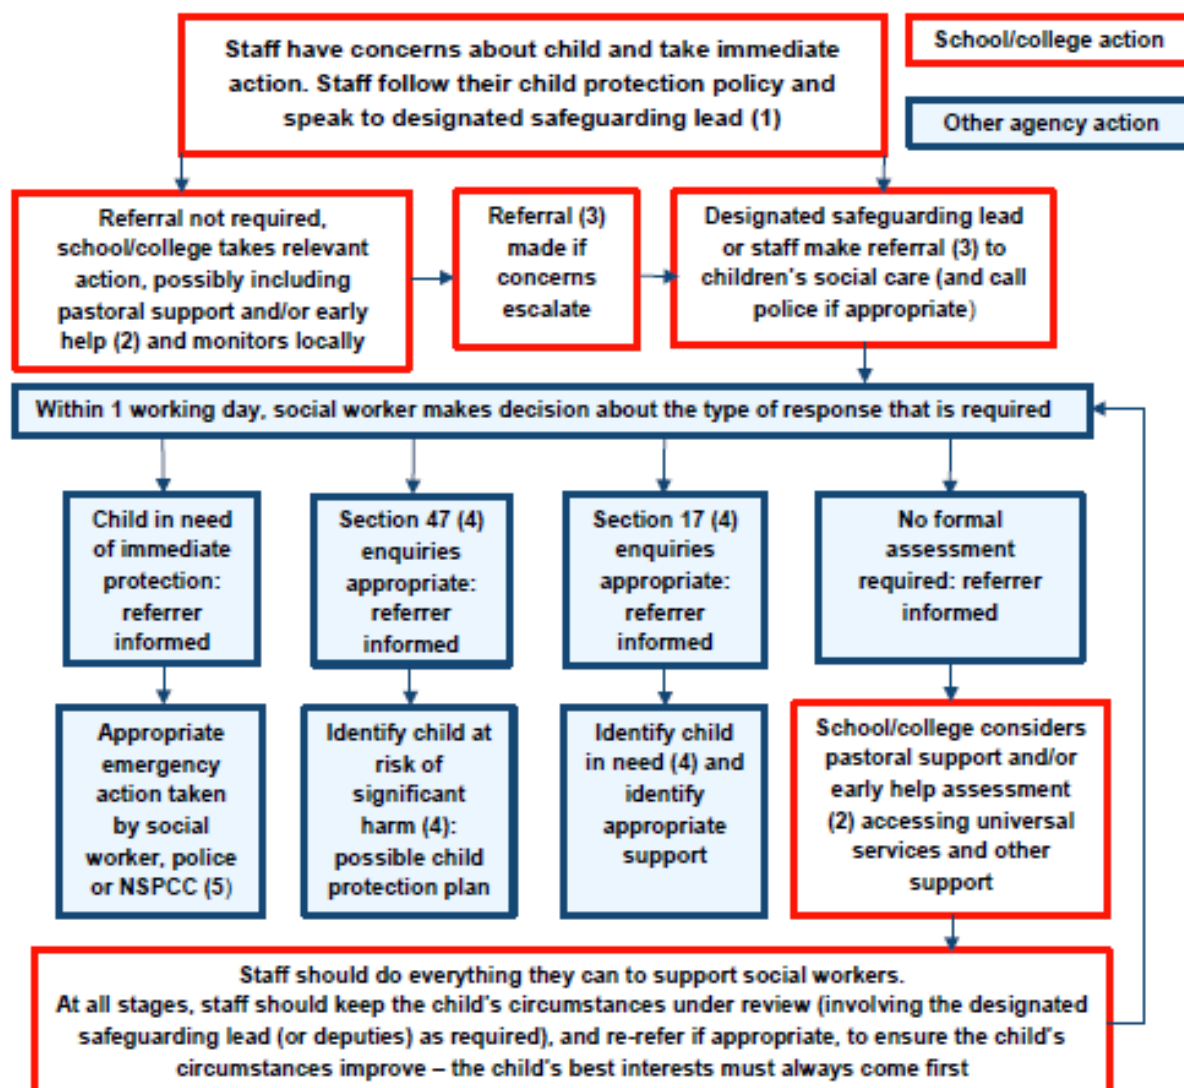 Staff have concerns about child and take immediate
action. Staff follow their child protection policy and
speak to designated safeguarding lead (1)
School/college action
Other agency action
Referral not required,
school/college takes relevant
action, possibly including
pastoral support and/or early
help (2) and monitors locally
Referral (3)
made if
concerns
escalate
Designated safeguarding lead
or staff make referral (3) to
children's social care (and call
police if appropriate)
Within 1 working day, social worker makes decision about the type of response that is required
Child in need
of immediate
protection:
referrer
informed
Section 47 (4)
enquiries
appropriate:
referrer
informed
Section 17 (4)
enquiries
appropriate:
referrer
informed
No formal
assessment
required: referrer
informed
Appropriate
emergency
action taken
by social
worker, police
or NSPCC (5)
Identify child at
risk of
significant
harm (4):
possible child
protection plan
Identify child
in need (4) and
identify
appropriate
support
School/college considers
pastoral support and/or
early help assessment
(2) accessing universal
services and other
support
Staff should do everything they can to support social workers.
At all stages, staff should keep the child's circumstances under review (involving the designated
safeguarding lead (or deputies) as required), and re-refer if appropriate, to ensure the child's
circumstances improve – the child's best interests must always come first